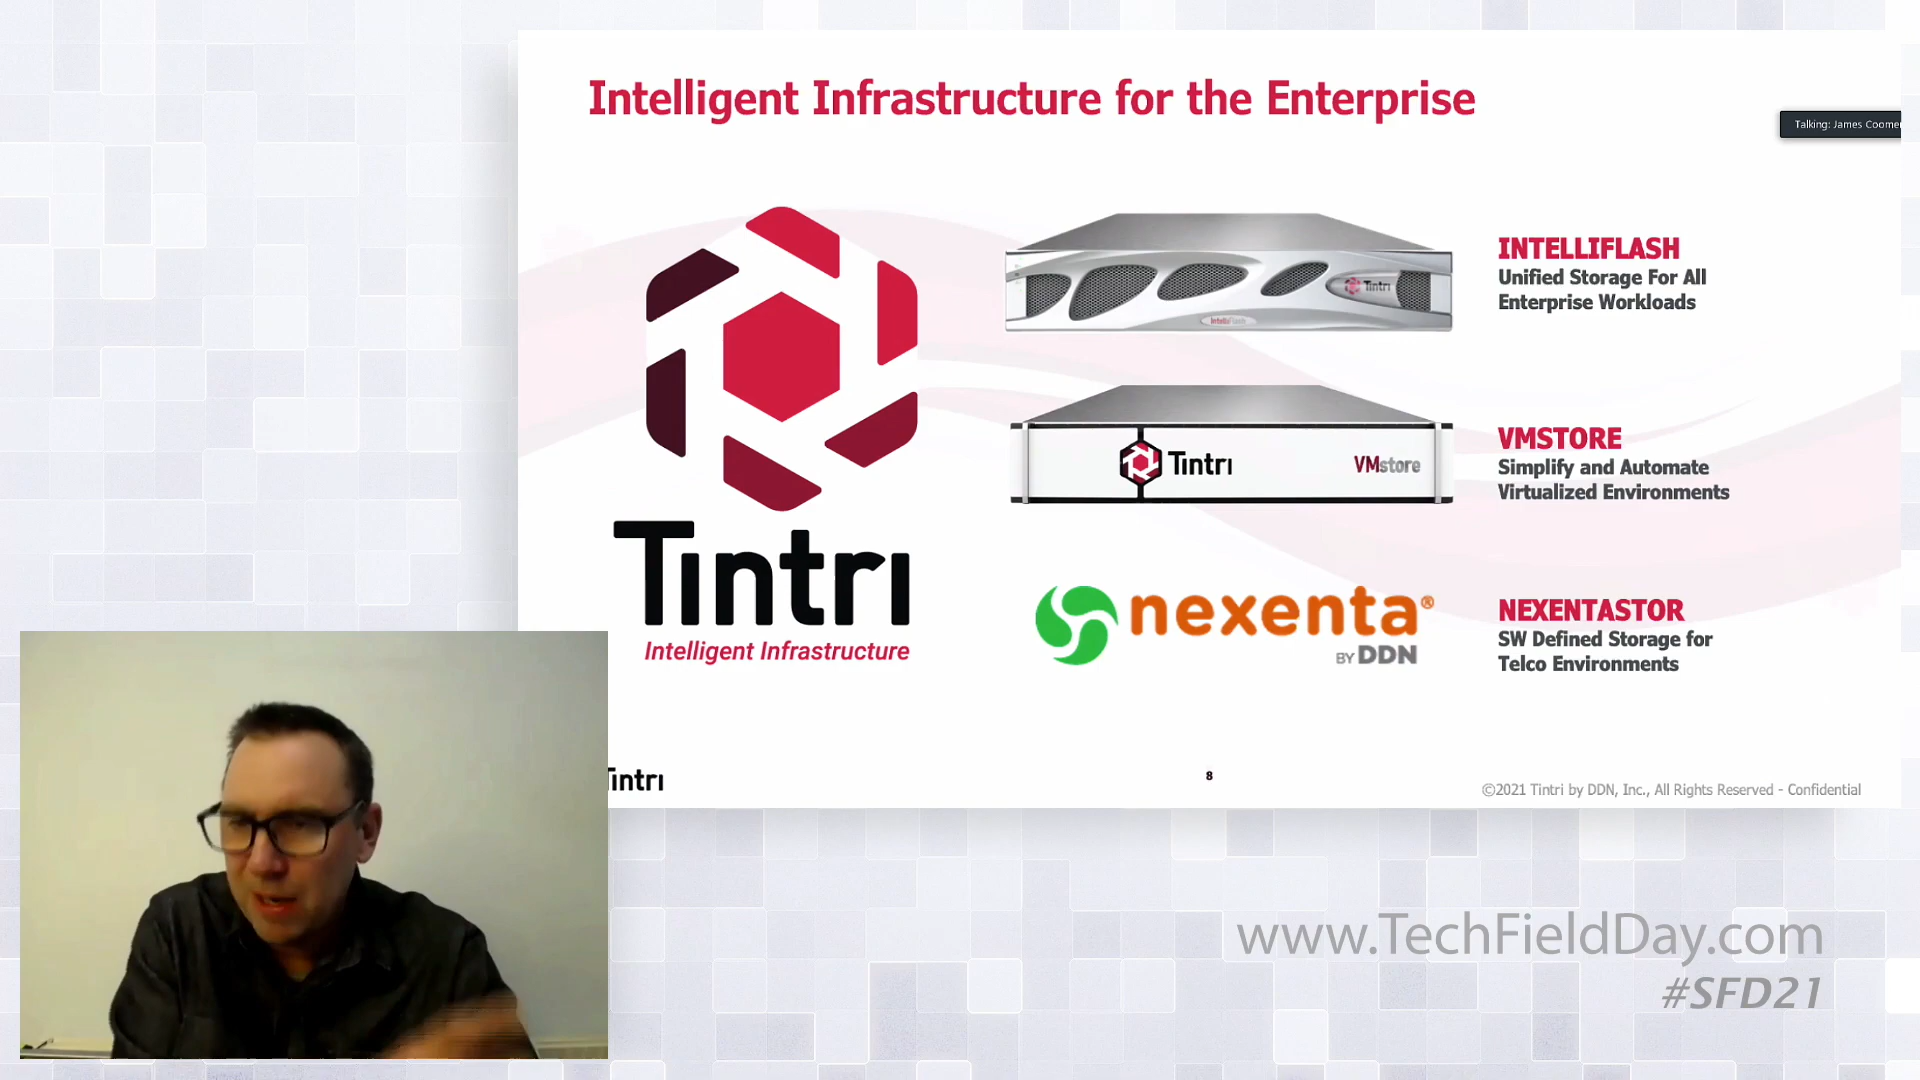 Intelligent Infrastructure for the Enterprise
Talking: James Coomer
Tintri
Intelligent Infrastructure
Tintri
IntelliFlash
INTELLIFLASH
Unified Storage For All
Enterprise Workloads
Tintri
VMstore
VMSTORE
Simplify and Automate
Virtualized Environments
nexenta®
BY DDN
NEXENTASTOR
SW Defined Storage for
Telco Environments
Tintri
8
©2021 Tintri by DDN, Inc., All Rights Reserved - Confidential
www.TechFieldDay.com
#SFD21